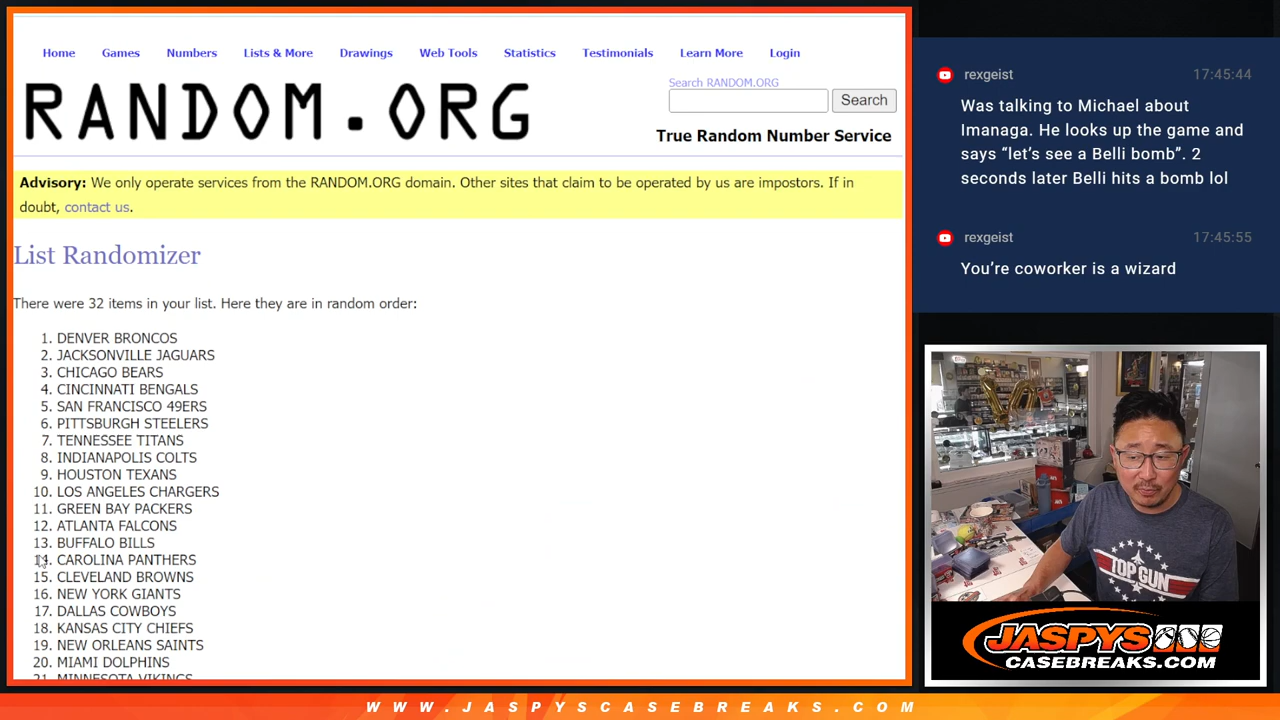 Home Games Numbers Lists & More Drawings Web Tools Statistics Testimonials Learn More Login
RANDOM.ORG
Search RANDOM.ORG
Search
True Random Number Service
Advisory: We only operate services from the RANDOM.ORG domain. Other sites that claim to be operated by us are impostors. If in
doubt, contact us.
List Randomizer
There were 32 items in your list. Here they are in random order:
1. DENVER BRONCOS
2. JACKSONVILLE JAGUARS
3. CHICAGO BEARS
4. CINCINNATI BENGALS
5. SAN FRANCISCO 49ERS
6. PITTSBURGH STEELERS
7. TENNESSEE TITANS
8. INDIANAPOLIS COLTS
9. HOUSTON TEXANS
10. LOS ANGELES CHARGERS
11. GREEN BAY PACKERS
12. ATLANTA FALCONS
13. BUFFALO BILLS
14. CAROLINA PANTHERS
15. CLEVELAND BROWNS
16. NEW YORK GIANTS
17. DALLAS COWBOYS
18. KANSAS CITY CHIEFS
19. NEW ORLEANS SAINTS
20. MIAMI DOLPHINS
21. MINNESOTA VIKINGS
rexgeist 17:45:44
Was talking to Michael about
Imanaga. He looks up the game and
says “let’s see a Belli bomb”. 2
seconds later Belli hits a bomb lol
rexgeist 17:45:55
You’re coworker is a wizard
TOP GUN
JASPYS
CASEBREAKS.COM
WWW.JASPYSCASEBREAKS.COM